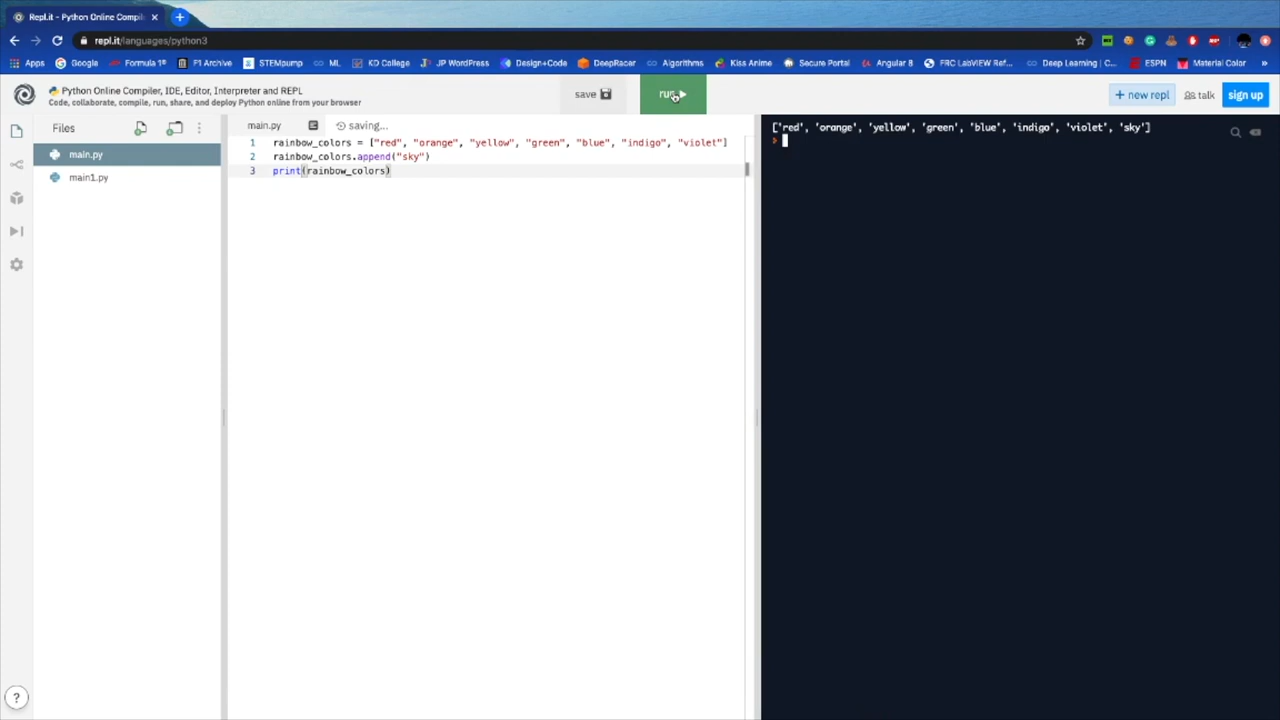 Repl.it - Python Online Compil
repl.it/languages/python3
Apps Google Formula 1® F1 Archive STEMpump ML KD College JP WordPress Design+Code DeepRacer Algorithms Kiss Anime Secure Portal Angular 8 FRC LabVIEW Ref... Deep Learning | C... ESPN Material Color »
Python Online Compiler, IDE, Editor, Interpreter and REPL
Code, collaborate, compile, run, share, and deploy Python online from your browser
save
run
+ new repl
talk
sign up
Files
main.py
main1.py
main.py
saving...
1 rainbow_colors = ["red", "orange", "yellow", "green", "blue", "indigo", "violet"]
2 rainbow_colors.append("sky")
3 print(rainbow_colors)
['red', 'orange', 'yellow', 'green', 'blue', 'indigo', 'violet', 'sky']
?